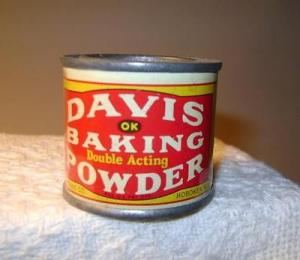 DAVIS
OK
BAKING
Double Acting
POWDER
HOBOKEN,